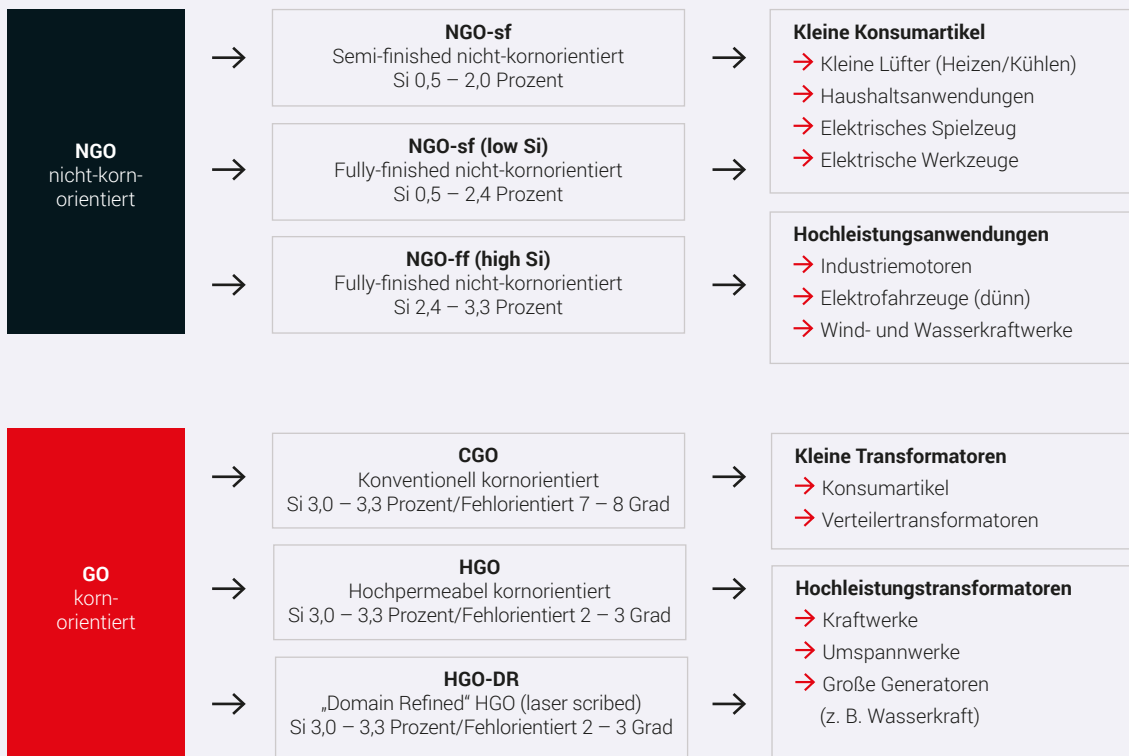 NGO
nicht-korn-
orientiert
NGO-sf
Semi-finished nicht-kornorientiert
Si 0,5 – 2,0 Prozent
NGO-sf (low Si)
Fully-finished nicht-kornorientiert
Si 0,5 – 2,4 Prozent
NGO-ff (high Si)
Fully-finished nicht-kornorientiert
Si 2,4 – 3,3 Prozent
Kleine Konsumartikel
→ Kleine Lüfter (Heizen/Kühlen)
→ Haushaltsanwendungen
→ Elektrisches Spielzeug
→ Elektrische Werkzeuge
Hochleistungsanwendungen
→ Industriemotoren
→ Elektrofahrzeuge (dünn)
→ Wind- und Wasserkraftwerke
GO
korn-
orientiert
CGO
Konventionell kornorientiert
Si 3,0 – 3,3 Prozent/Fehlorientiert 7 – 8 Grad
HGO
Hochpermeabel kornorientiert
Si 3,0 – 3,3 Prozent/Fehlorientiert 2 – 3 Grad
HGO-DR
„Domain Refined“ HGO (laser scribed)
Si 3,0 – 3,3 Prozent/Fehlorientiert 2 – 3 Grad
Kleine Transformatoren
→ Konsumartikel
→ Verteilertransformatoren
Hochleistungstransformatoren
→ Kraftwerke
→ Umspannwerke
→ Große Generatoren
(z. B. Wasserkraft)